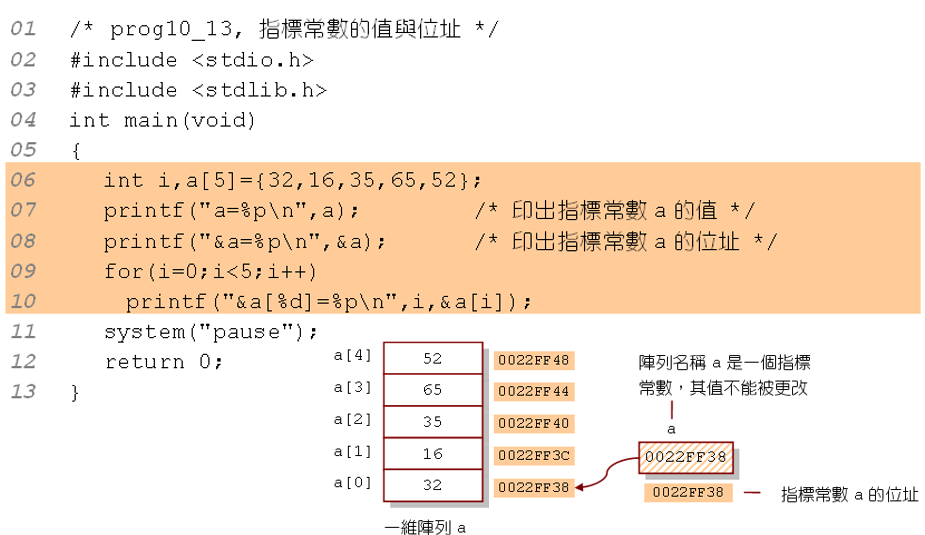 01 /* prog10_13, 指標常數的值與位址 */
02 #include <stdio.h>
03 #include <stdlib.h>
04 int main(void)
05 {
06 int i,a[5]={32,16,35,65,52};
07 printf("a=%p\n",a); /* 印出指標常數 a 的值 */
08 printf("&a=%p\n",&a); /* 印出指標常數 a 的位址 */
09 for(i=0;i<5;i++)
10 printf("&a[%d]=%p\n",i,&a[i]);
11 system("pause");
12 return 0;
13 }
a[4] 52 0022FF48
a[3] 65 0022FF44
a[2] 35 0022FF40
a[1] 16 0022FF3C
a[0] 32 0022FF38
一維陣列 a
陣列名稱 a 是一個指標
常數，其值不能被更改
a
0022FF38
0022FF38 指標常數 a 的位址